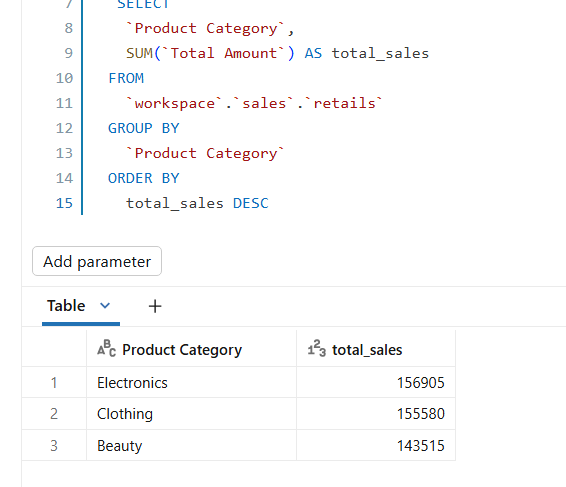 7 SELECT
8 `Product Category`,
9 SUM(`Total Amount`) AS total_sales
10 FROM
11 `workspace`.`sales`.`retails`
12 GROUP BY
13 `Product Category`
14 ORDER BY
15 total_sales DESC
Add parameter
Table +
ABC Product Category 123 total_sales
1 Electronics 156905
2 Clothing 155580
3 Beauty 143515